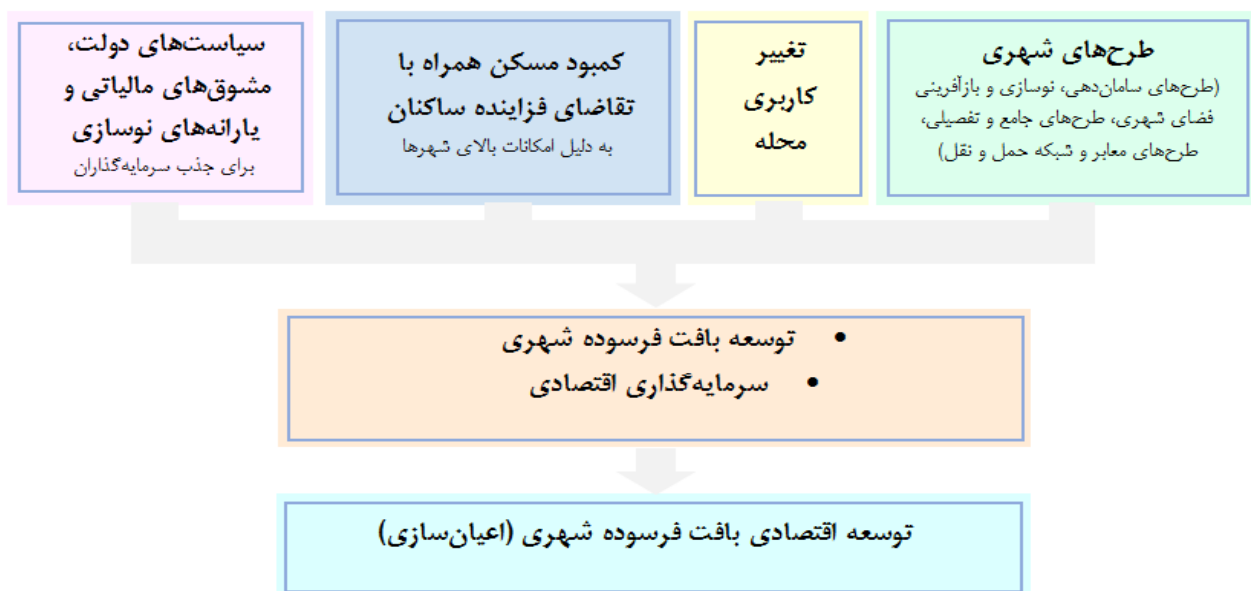 طرح‌های شهری
(طرح‌های سامان‌دهی، نوسازی و بازآفرینی
فضای شهری، طرح‌های جامع و تفصیلی،
طرح‌های معابر و شبکه حمل و نقل)
تغییر
کاربری
محله
کمبود مسکن همراه با
تقاضای فزاینده ساکنان
به دلیل امکانات بالای شهرها
سیاست‌های دولت،
مشوق‌های مالیاتی و
یارانه‌های نوسازی
برای جذب سرمایه‌گذاران
• توسعه بافت فرسوده شهری
• سرمایه‌گذاری اقتصادی
توسعه اقتصادی بافت فرسوده شهری (اعیان‌سازی)